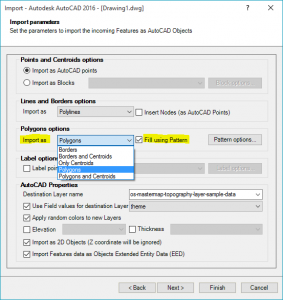 Import - Autodesk AutoCAD 2016 - [Drawing1.dwg]
Import parameters
Set the parameters to import the incoming Features as AutoCAD Objects
Points and Centroids options
Import as AutoCAD points
Import as Blocks
Block options...
Lines and Borders options
Import as Polylines Insert Nodes (as AutoCAD Points)
Polygons options
Import as Polygons Fill using Pattern Pattern options...
Borders
Borders and Centroids
Only Centroids
Polygons
Polygons and Centroids
Label options
Label
AutoCAD Properties
Destination Layer name os-mastermap-topography-layer-sample-data
Use Field values for destination Layer theme
Apply random colors to new Layers
Elevation Thickness
Import as 2D Objects (Z coordinate will be ignored)
Import Features data as Objects Extended Entity Data (EED)
< Back Next > Finish Cancel